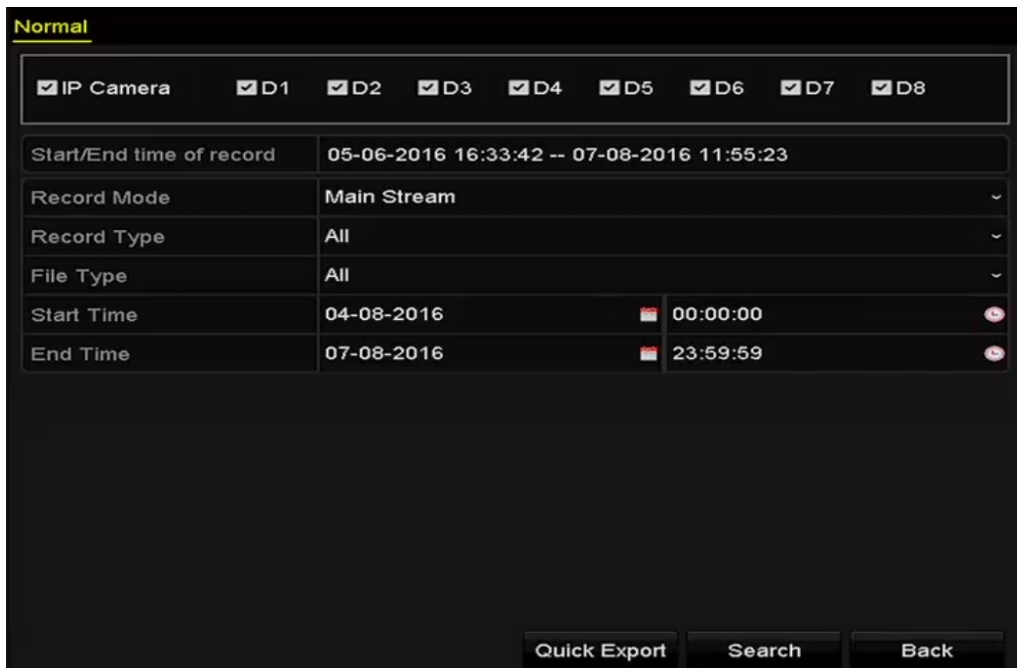 Normal
IP Camera D1 D2 D3 D4 D5 D6 D7 D8
Start/End time of record 05-06-2016 16:33:42 -- 07-08-2016 11:55:23
Record Mode Main Stream
Record Type All
File Type All
Start Time 04-08-2016 00:00:00
End Time 07-08-2016 23:59:59
Quick Export Search Back